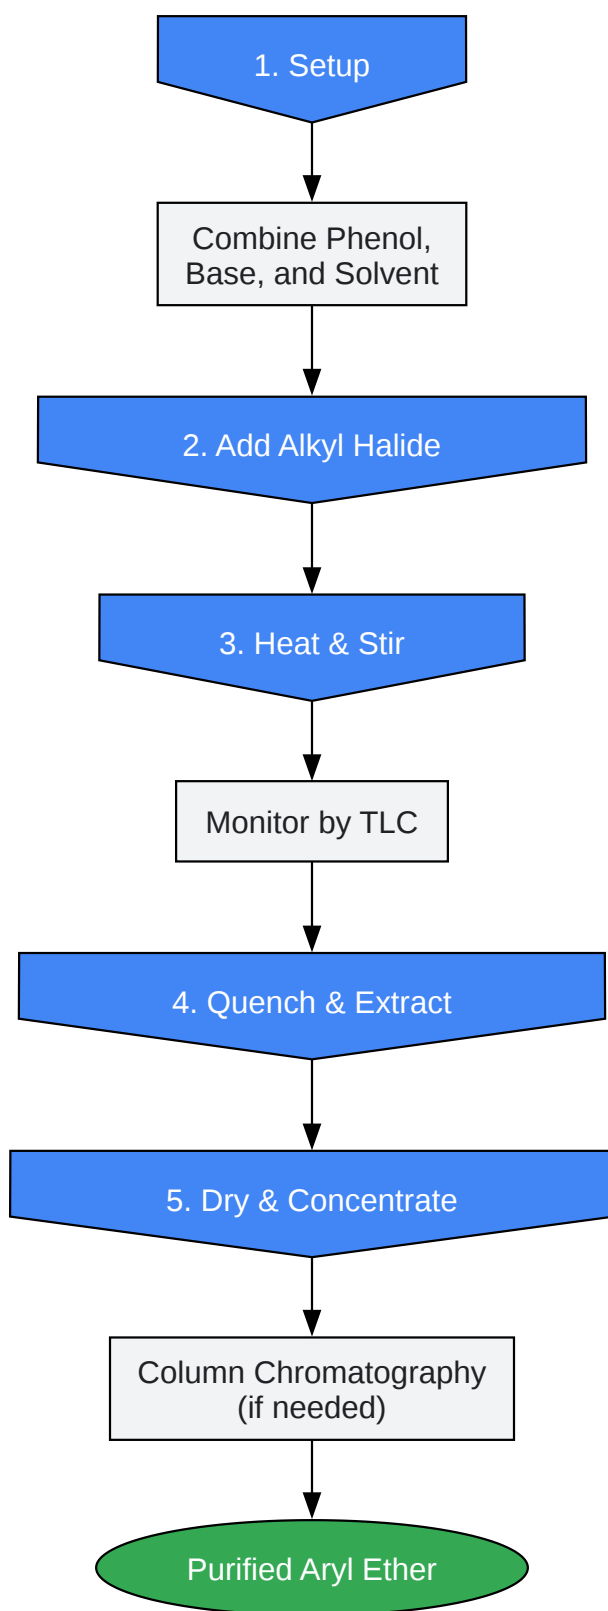 1. Setup
Combine Phenol,
Base, and Solvent
2. Add Alkyl Halide
3. Heat & Stir
Monitor by TLC
4. Quench & Extract
5. Dry & Concentrate
Column Chromatography
(if needed)
Purified Aryl Ether